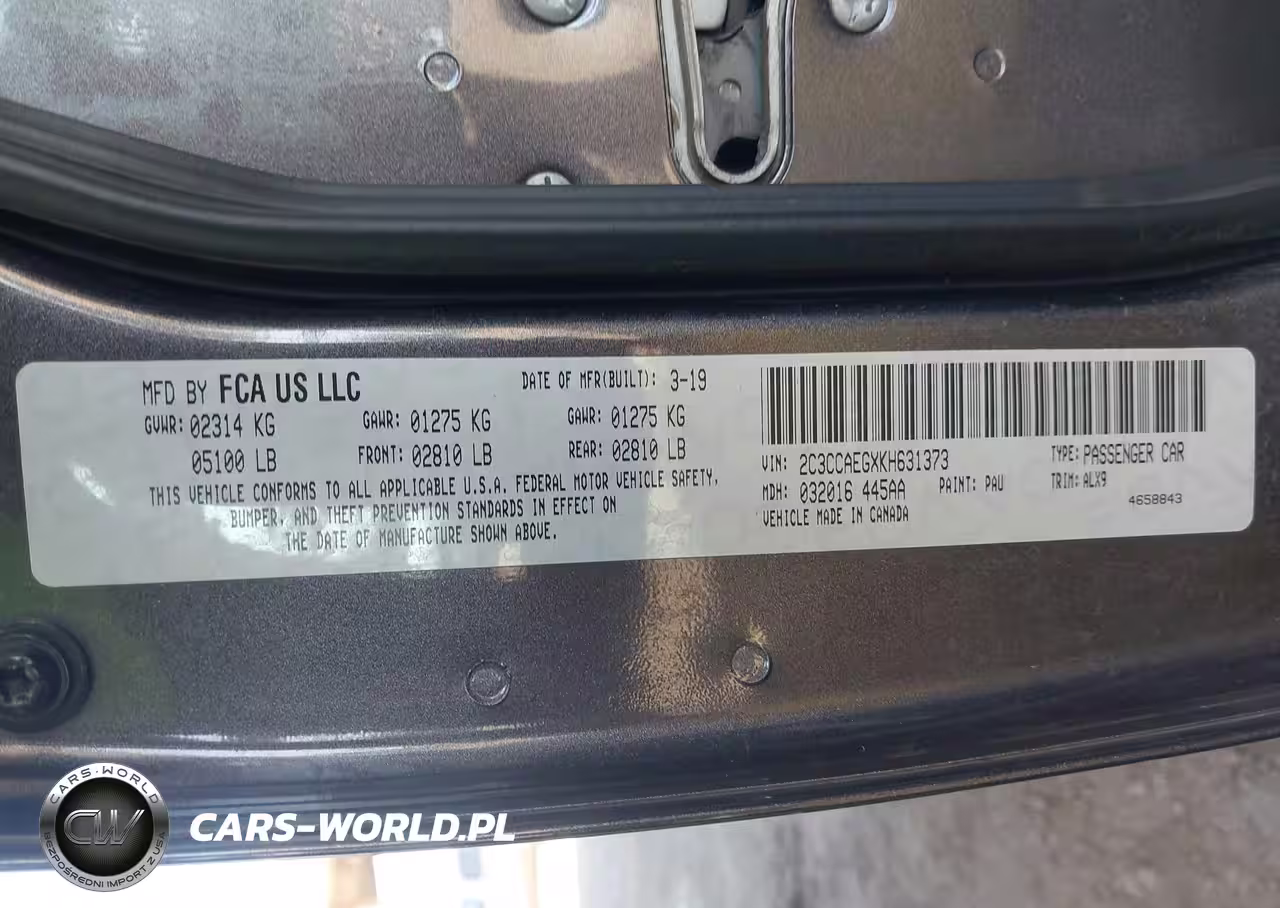 MFD BY FCA US LLC
DATE OF MFR(BUILT): 3-19
GVWR: 02314 KG
GAWR: 01275 KG
GAWR: 01275 KG
05100 LB
FRONT: 02810 LB
REAR: 02810 LB
THIS VEHICLE CONFORMS TO ALL APPLICABLE U.S.A. FEDERAL MOTOR VEHICLE SAFETY,
BUMPER, AND THEFT PREVENTION STANDARDS IN EFFECT ON
THE DATE OF MANUFACTURE SHOWN ABOVE.
VIN: 2C3CCAEGXKH631373
TYPE: PASSENGER CAR
MDH: 032016 445AA
PAINT: PAU
TRIM: ALX9
VEHICLE MADE IN CANADA
4658843
CARS-WORLD
CW
BEZPOŚREDNI IMPORT Z USA
CARS-WORLD.PL